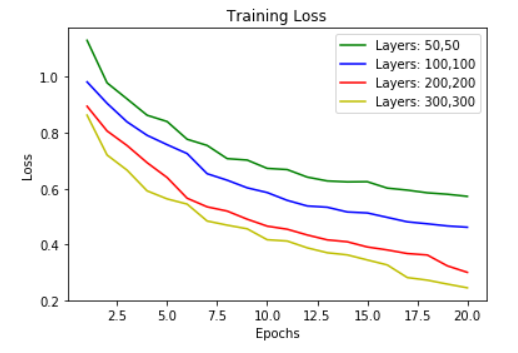 Training Loss
Layers: 50,50
Layers: 100,100
Layers: 200,200
Layers: 300,300
Loss
1.0
0.8
0.6
0.4
0.2
2.5 5.0 7.5 10.0 12.5 15.0 17.5 20.0
Epochs